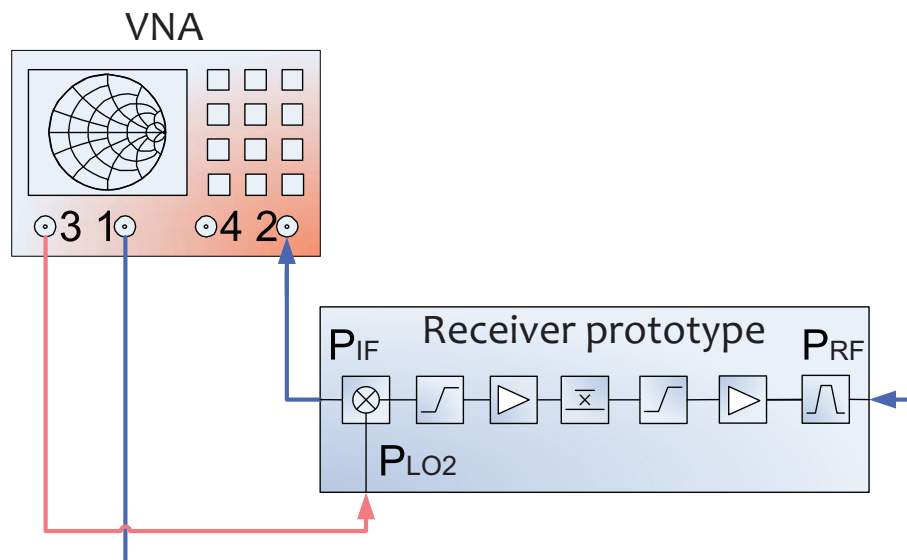 VNA
3 1 4 2
Receiver prototype
PIF
PRF
x
PLO2